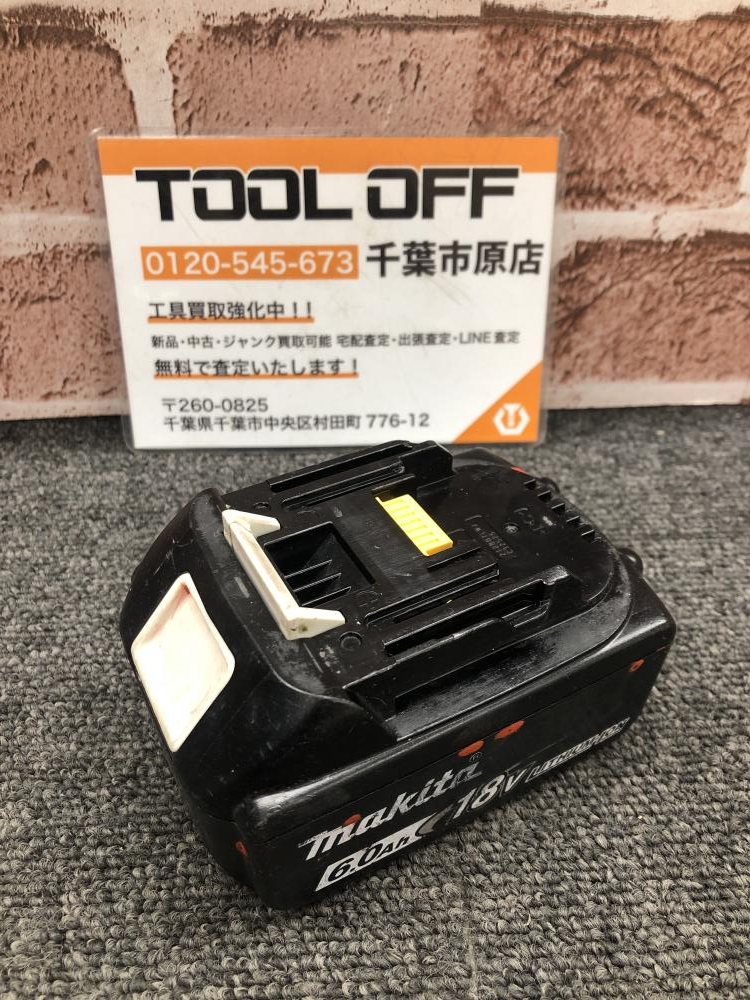 TOOL OFF
0120-545-673 千葉市原店
工具買取強化中！！
新品・中古・ジャンク買取可能 宅配査定・出張査定・LINE査定
無料で査定いたします！
〒260-0825
千葉県千葉市中央区村田町 776-12
makita
18V LITHIUM-ION
6.0Ah